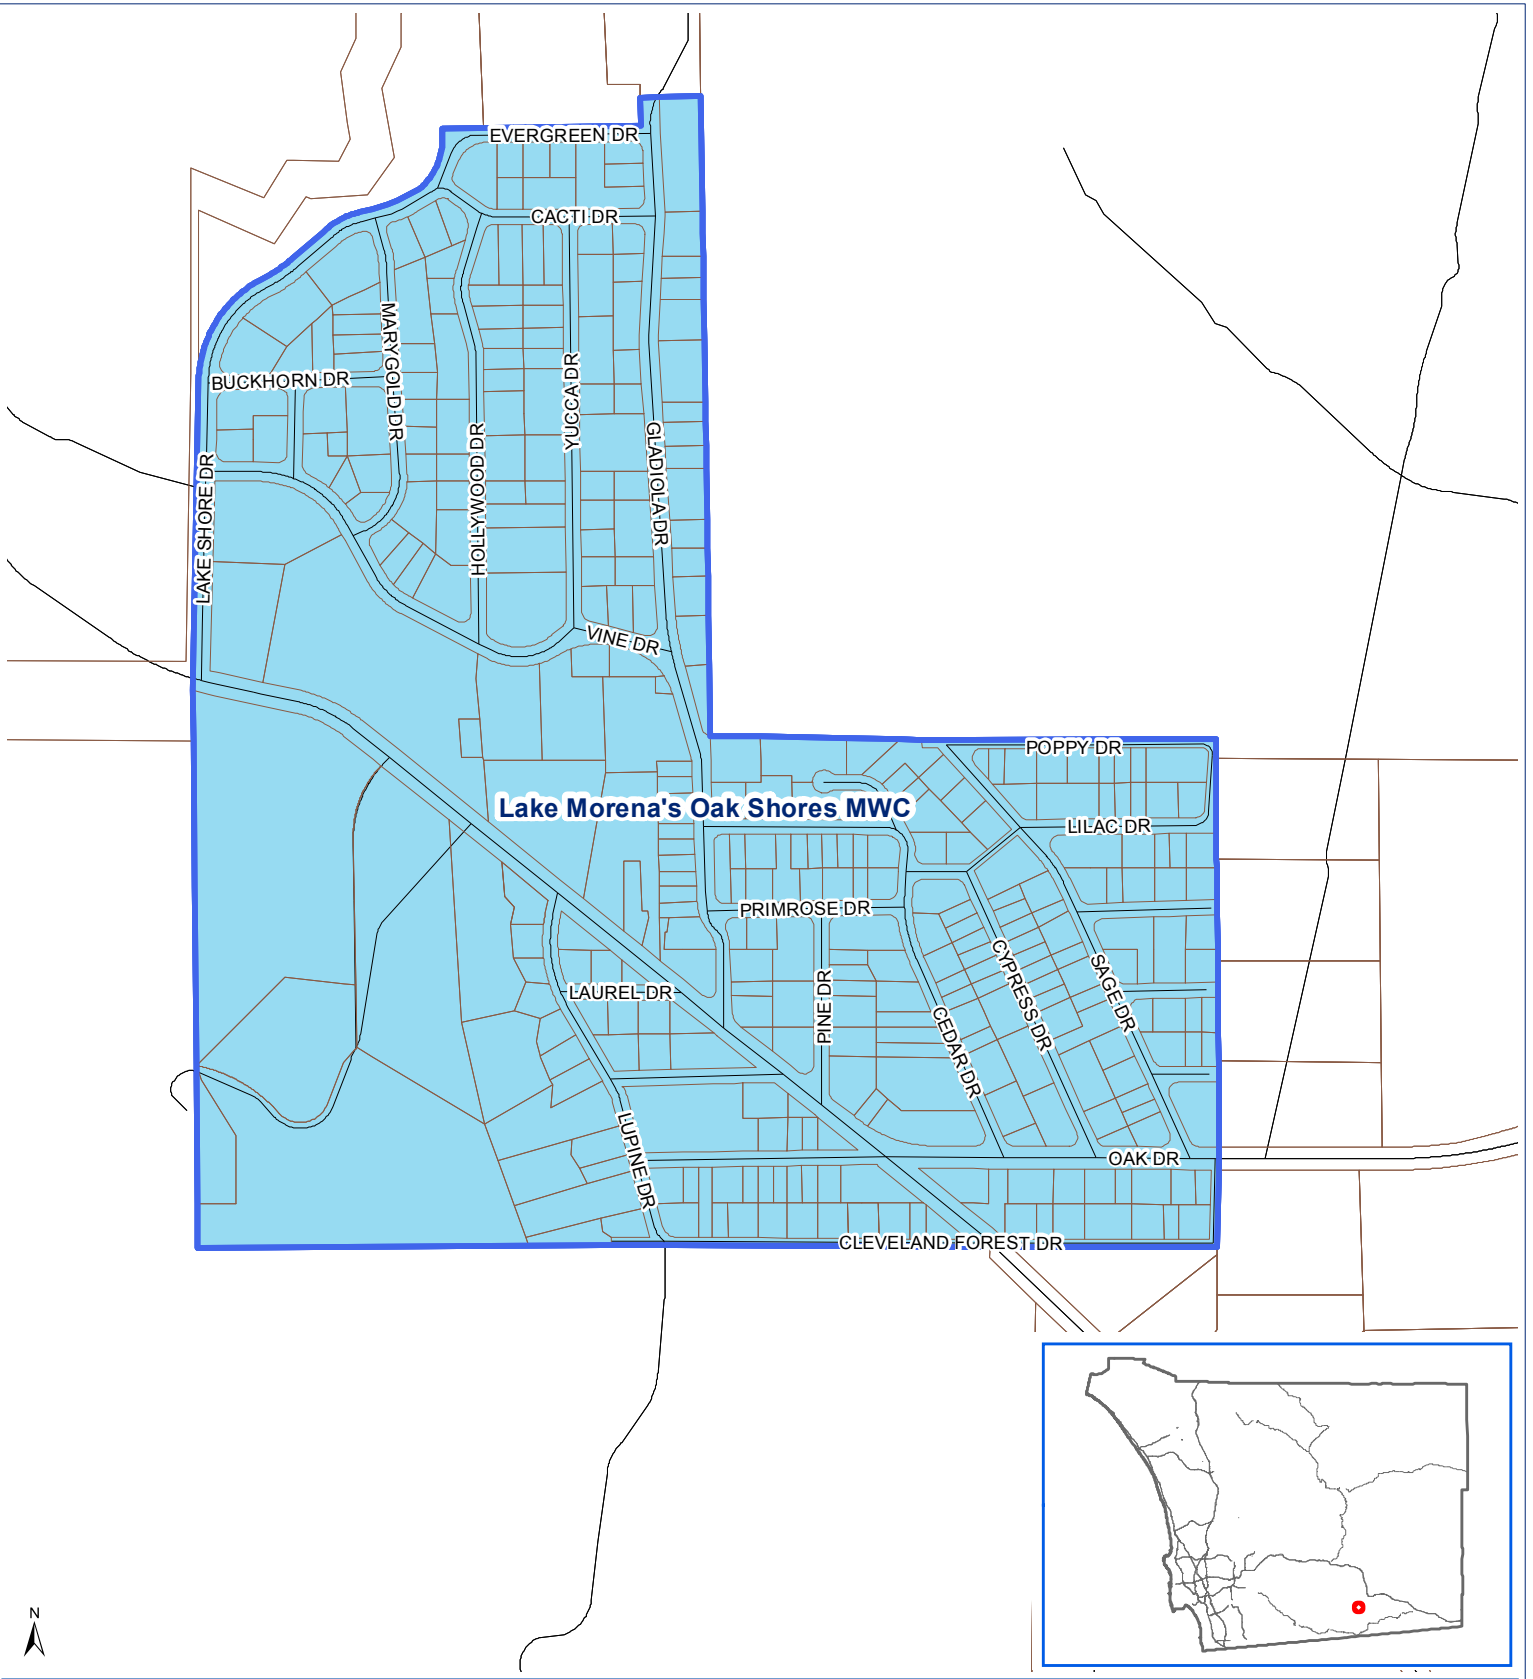 EVERGREEN DR
CACTI DR
MARYGOLD DR
BUCKHORN DR
YUCCA DR
HOLLYWOOD DR
GLADIOLA DR
LAKE SHORE DR
VINE DR
POPPY DR
Lake Morena's Oak Shores MWC
LILAC DR
PRIMROSE DR
CYPRESS DR
SAGE DR
LAUREL DR
PINE DR
CEDAR DR
LUPINE DR
OAK DR
CLEVELAND FOREST DR
N